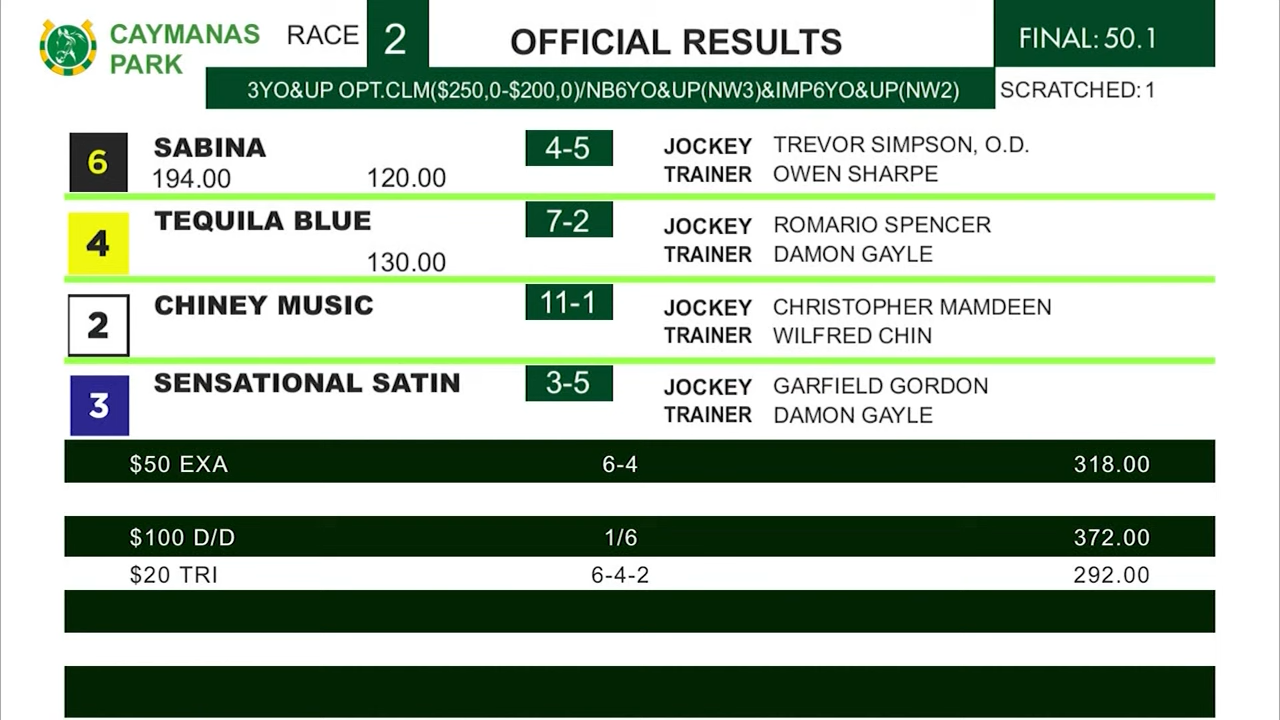 CAYMANAS PARK
RACE 2
OFFICIAL RESULTS
FINAL: 50.1
3YO&UP OPT.CLM($250,0-$200,0)/NB6YO&UP(NW3)&IMP6YO&UP(NW2)
SCRATCHED: 1
6 SABINA 4-5 JOCKEY TREVOR SIMPSON, O.D.
194.00 120.00 TRAINER OWEN SHARPE
4 TEQUILA BLUE 7-2 JOCKEY ROMARIO SPENCER
130.00 TRAINER DAMON GAYLE
2 CHINEY MUSIC 11-1 JOCKEY CHRISTOPHER MAMDEEN
TRAINER WILFRED CHIN
3 SENSATIONAL SATIN 3-5 JOCKEY GARFIELD GORDON
TRAINER DAMON GAYLE
$50 EXA 6-4 318.00
$100 D/D 1/6 372.00
$20 TRI 6-4-2 292.00